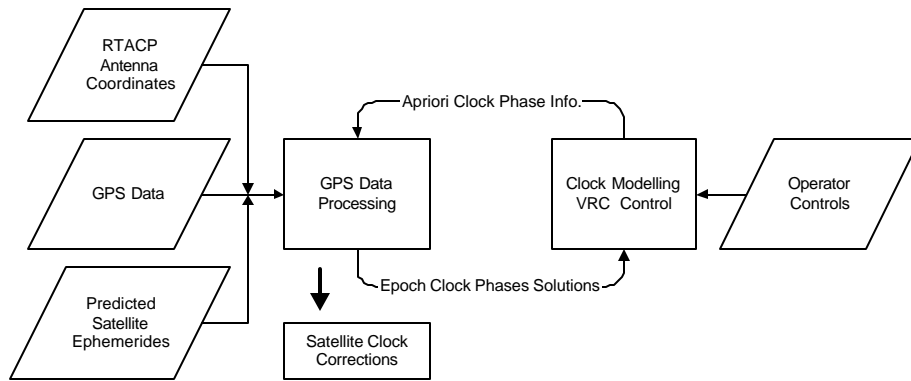 RTACP
Antenna
Coordinates
Apriori Clock Phase Info.
GPS Data
GPS Data
Processing
Clock Modelling
VRC Control
Operator
Controls
Epoch Clock Phases Solutions
Predicted
Satellite
Ephemerides
Satellite Clock
Corrections